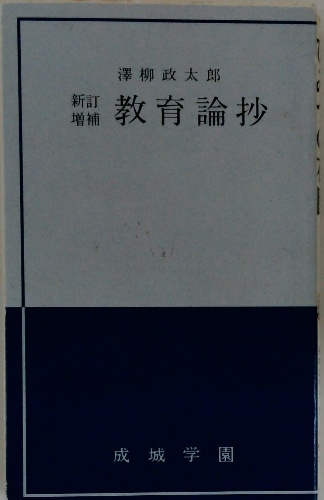 澤柳政太郎
新訂
増補 教育論抄
成城学園